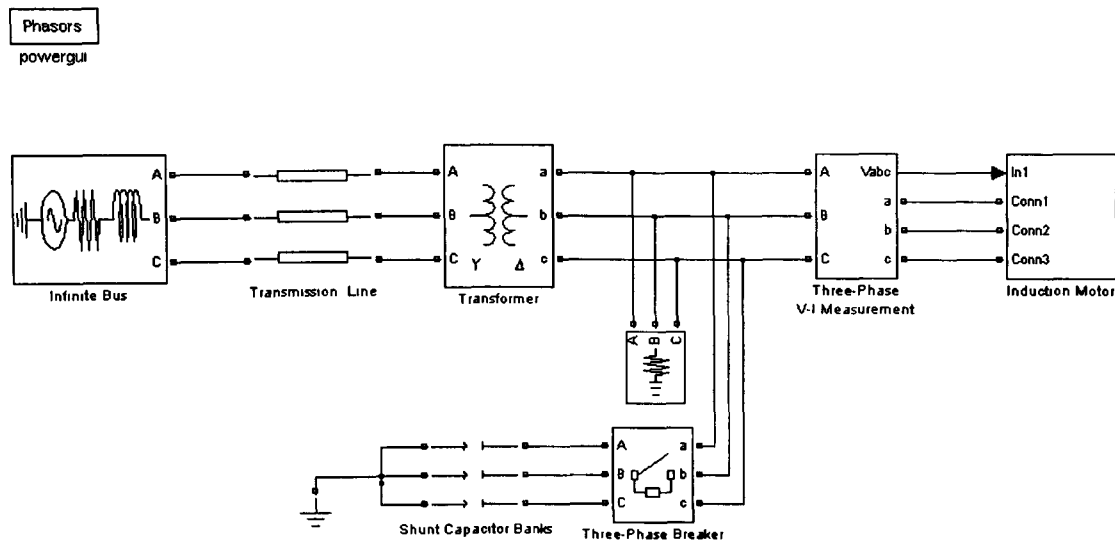 Phasors
powergui
A
B
C
Infinite Bus
Transmission Line
A
B
C
a
b
c
Y
Δ
Transformer
A
B
C
Vabc
a
b
c
Three-Phase
V-I Measurement
In1
Conn1
Conn2
Conn3
Induction Motor
A
B
C
A
B
C
a
b
c
Shunt Capacitor Banks
Three-Phase Breaker